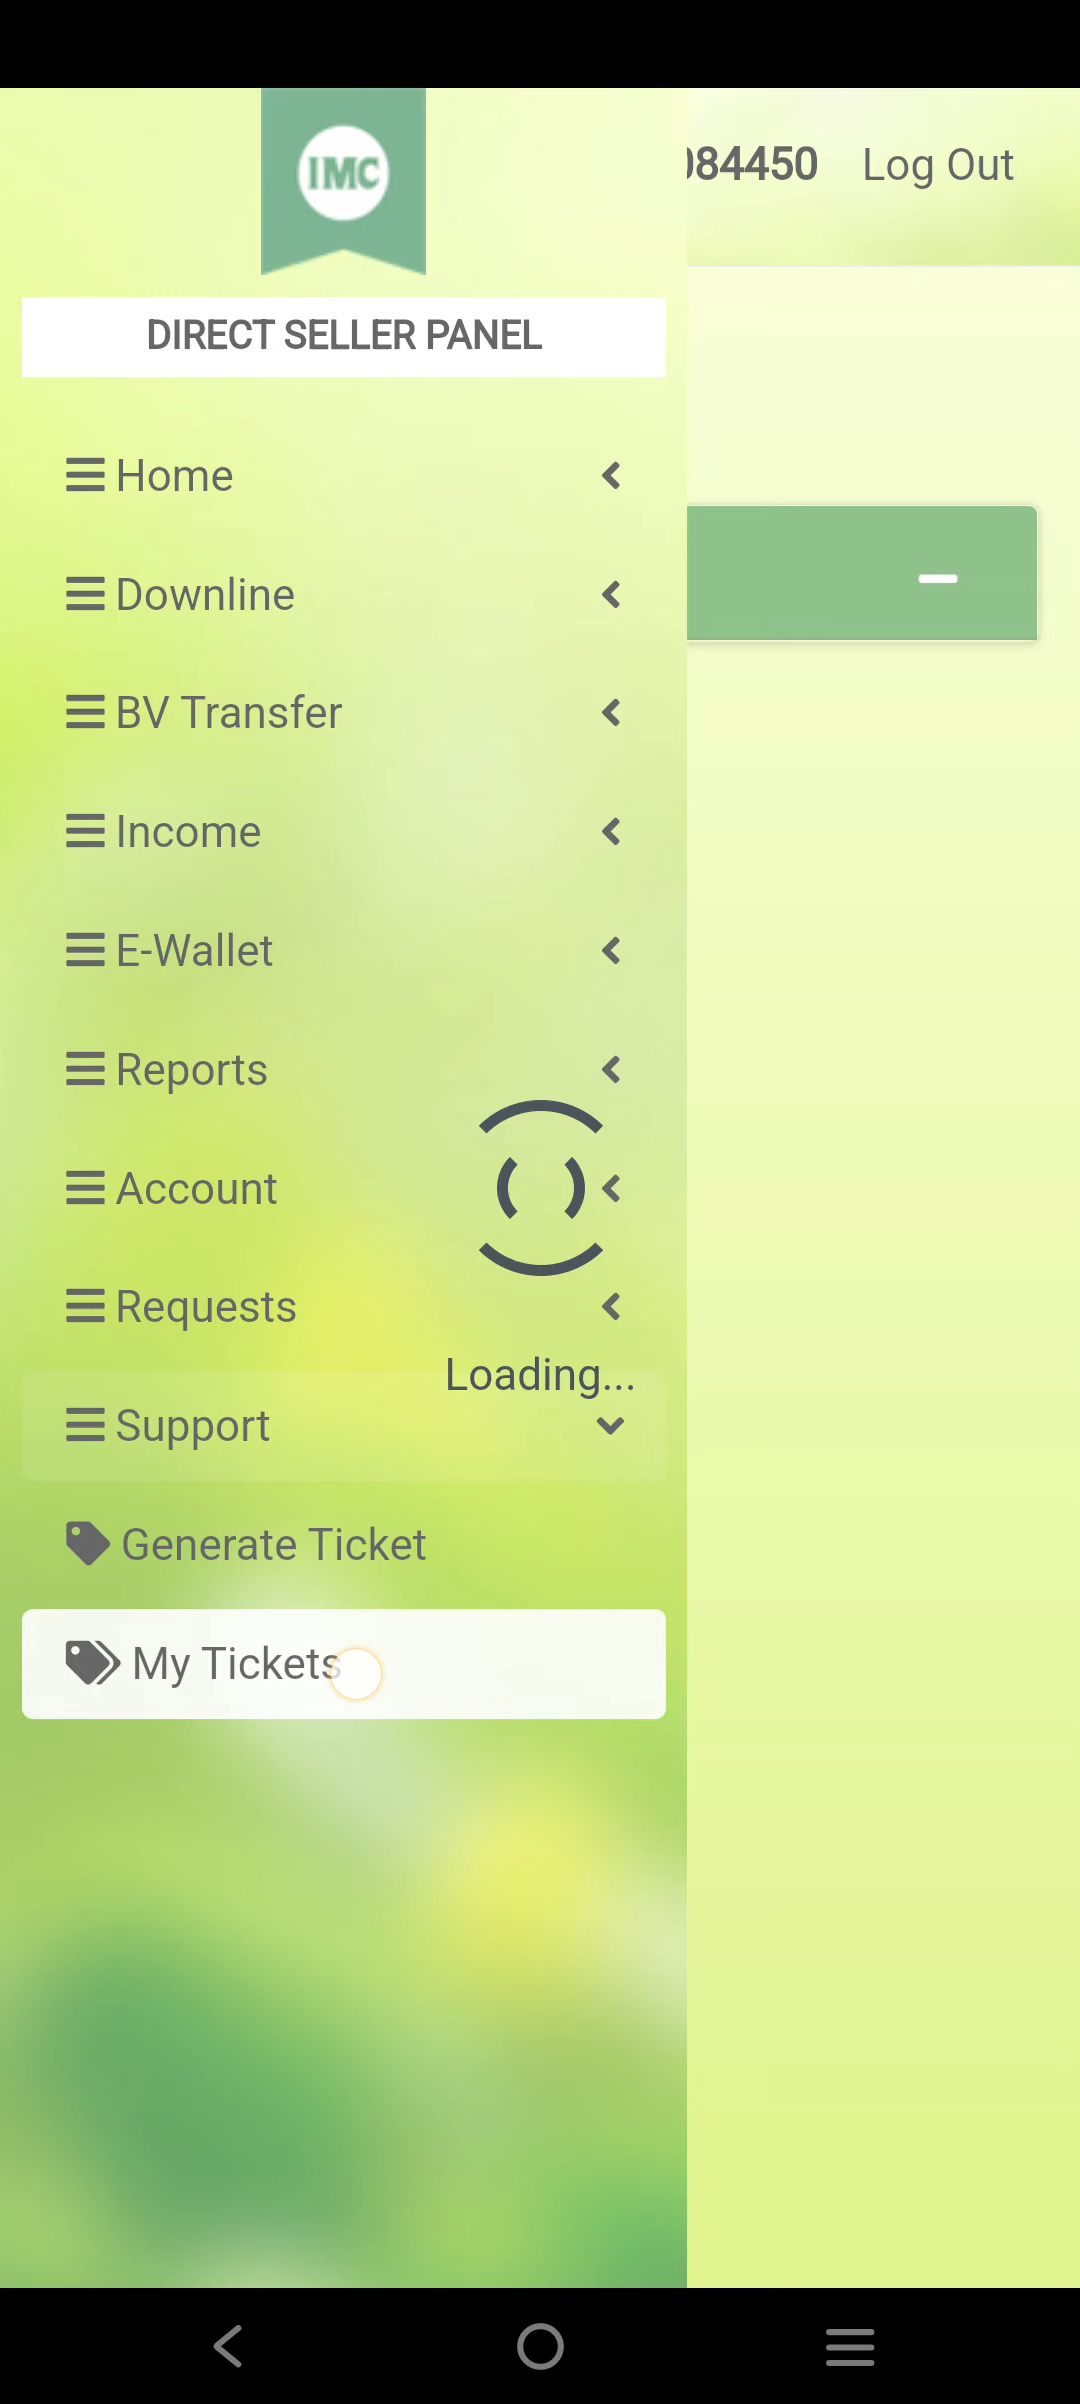 IMC
084450 Log Out
DIRECT SELLER PANEL
Home
Downline
BV Transfer
Income
E-Wallet
Reports
Account
Requests
Loading...
Support
Generate Ticket
My Tickets